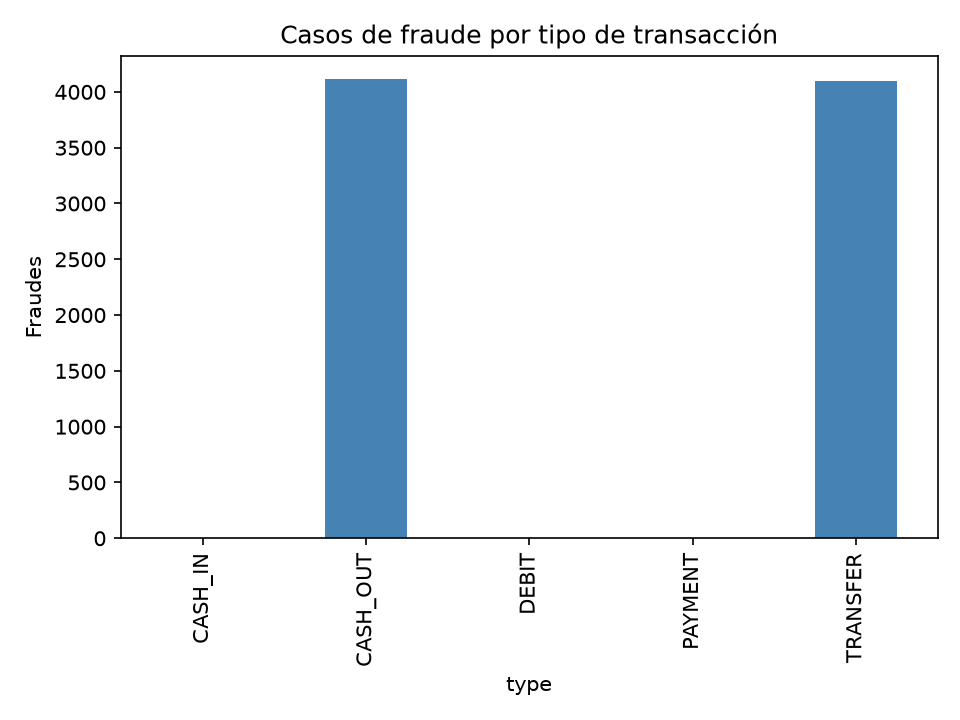 Casos de fraude por tipo de transacción
Fraudes
4000
3500
3000
2500
2000
1500
1000
500
0
CASH_IN
CASH_OUT
DEBIT
PAYMENT
TRANSFER
type